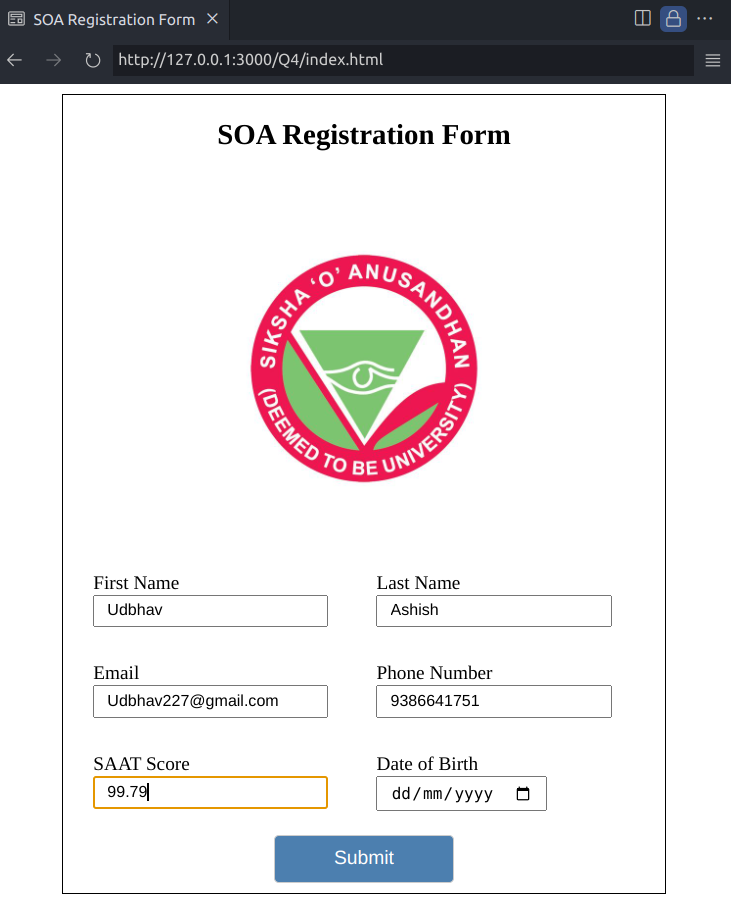 SOA Registration Form
http://127.0.0.1:3000/Q4/index.html
SOA Registration Form
SIKSHA 'O' ANUSANDHAN
(DEEMED TO BE UNIVERSITY)
First Name Last Name
Udbhav Ashish
Email Phone Number
Udbhav227@gmail.com 9386641751
SAAT Score Date of Birth
99.79 dd/mm/yyyy
Submit